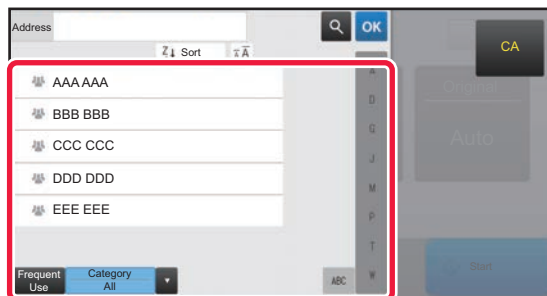 Address
OK
CA
Z↓ Sort
A
AAA AAA
BBB BBB
CCC CCC
DDD DDD
EEE EEE
A
D
G
J
M
P
T
W
Original
Auto
Frequent Use
Category
All
▼
ABC
Start